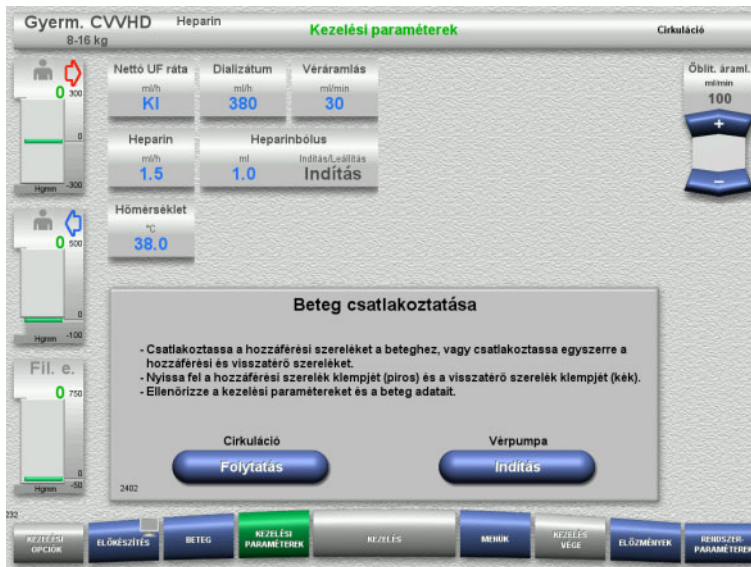 Gyerm. CVVHD Heparin Kezelési paraméterek Cirkuláció
8-16 kg
Nettó UF ráta Dializátum Véráramlás Öblit. áraml.
ml/h ml/h ml/min ml/min
KI 380 30 100
0 300
+
0
Heparin Heparinbólus
ml/h ml Indítás/Leállítás
1.5 1.0 Indítás
–
Hgmm -300
Hőmérséklet
°C
38.0
0 500
0
Hgmm -100
Beteg csatlakoztatása
- Csatlakoztassa a hozzáférési szereléket a beteghez, vagy csatlakoztassa egyszerre a
hozzáférési és visszatérő szereléket.
- Nyissa fel a hozzáférési szerelék klempjét (piros) és a visszatérő szerelék klempjét (kék).
- Ellenőrizze a kezelési paramétereket és a beteg adatait.
Fil. e.
0 750
0
Hgmm -50
Cirkuláció Vérpumpa
Folytatás Indítás
2402
232
KEZELÉSI OPCIÓK
ELŐKÉSZÍTÉS
BETEG
KEZELÉSI PARAMÉTEREK
KEZELÉS
MENÜK
KEZELÉS VÉGE
ELŐZMÉNYEK
RENDSZER-PARAMÉTEREK